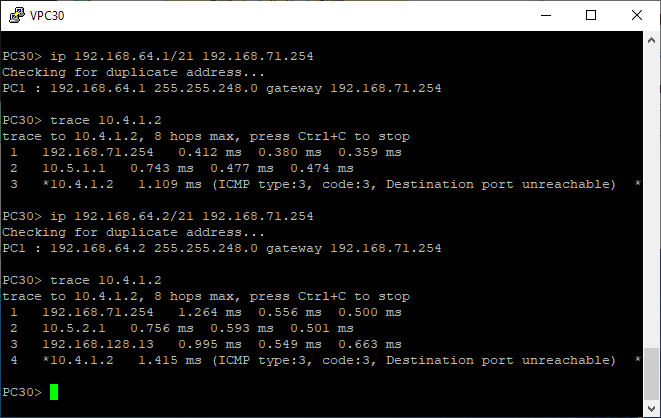 VPC30
PC30> ip 192.168.64.1/21 192.168.71.254
Checking for duplicate address...
PC1 : 192.168.64.1 255.255.248.0 gateway 192.168.71.254
PC30> trace 10.4.1.2
trace to 10.4.1.2, 8 hops max, press Ctrl+C to stop
1 192.168.71.254 0.412 ms 0.380 ms 0.359 ms
2 10.5.1.1 0.743 ms 0.477 ms 0.474 ms
3 *10.4.1.2 1.109 ms (ICMP type:3, code:3, Destination port unreachable) *
PC30> ip 192.168.64.2/21 192.168.71.254
Checking for duplicate address...
PC1 : 192.168.64.2 255.255.248.0 gateway 192.168.71.254
PC30> trace 10.4.1.2
trace to 10.4.1.2, 8 hops max, press Ctrl+C to stop
1 192.168.71.254 1.264 ms 0.556 ms 0.500 ms
2 10.5.2.1 0.756 ms 0.593 ms 0.501 ms
3 192.168.128.13 0.995 ms 0.549 ms 0.663 ms
4 *10.4.1.2 1.415 ms (ICMP type:3, code:3, Destination port unreachable) *
PC30>